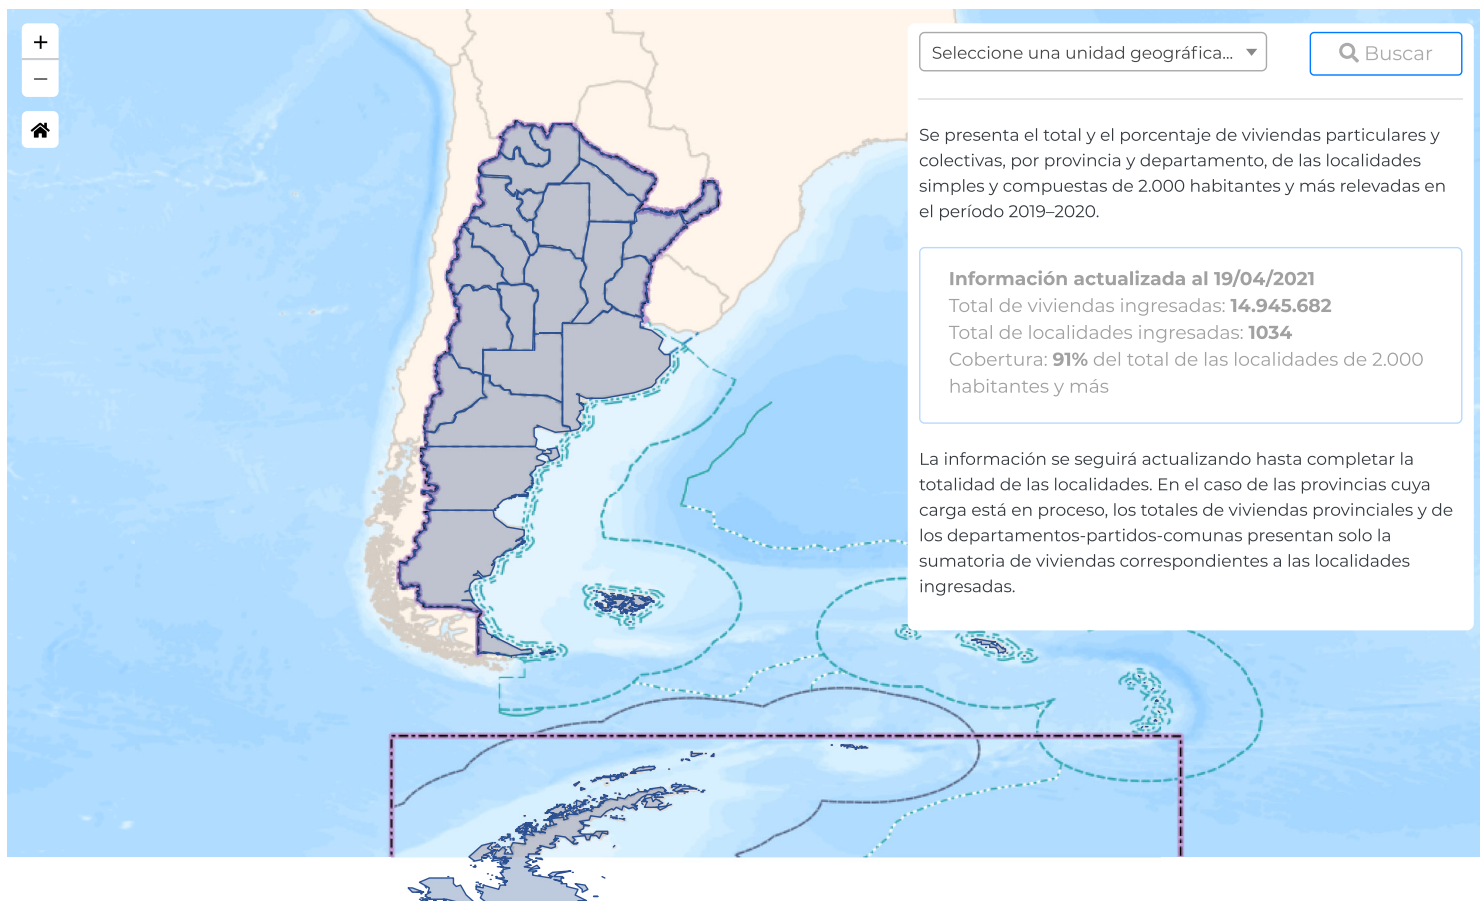 +
Seleccione una unidad geográfica...
Buscar
−
Se presenta el total y el porcentaje de viviendas particulares y
colectivas, por provincia y departamento, de las localidades
simples y compuestas de 2.000 habitantes y más relevadas en
el período 2019–2020.
Información actualizada al 19/04/2021
Total de viviendas ingresadas: 14.945.682
Total de localidades ingresadas: 1034
Cobertura: 91% del total de las localidades de 2.000
habitantes y más
La información se seguirá actualizando hasta completar la
totalidad de las localidades. En el caso de las provincias cuya
carga está en proceso, los totales de viviendas provinciales y de
los departamentos-partidos-comunas presentan solo la
sumatoria de viviendas correspondientes a las localidades
ingresadas.